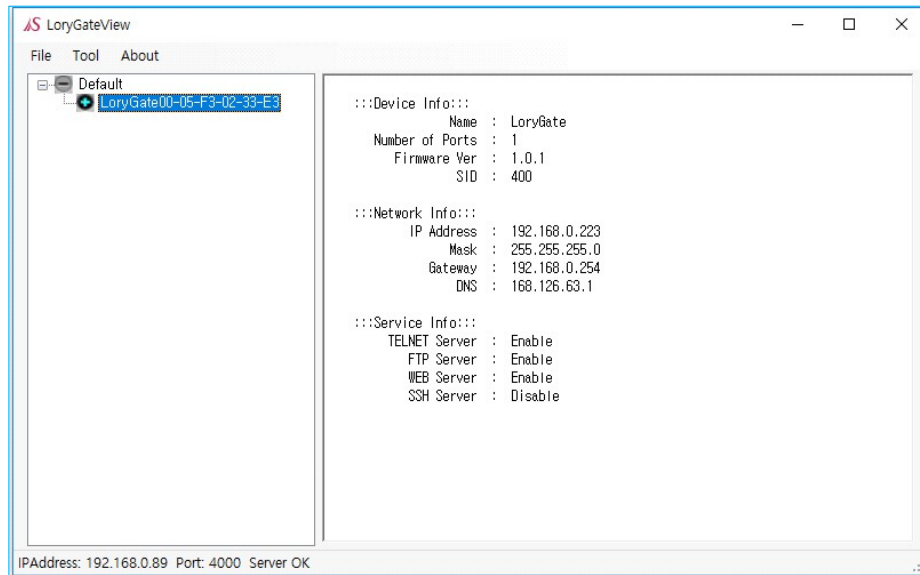 LoryGateView
File Tool About
Default
LoryGate00-05-F3-02-33-E3
:::Device Info:::
Name : LoryGate
Number of Ports : 1
Firmware Ver : 1.0.1
SID : 400
:::Network Info:::
IP Address : 192.168.0.223
Mask : 255.255.255.0
Gateway : 192.168.0.254
DNS : 168.126.63.1
:::Service Info:::
TELNET Server : Enable
FTP Server : Enable
WEB Server : Enable
SSH Server : Disable
IPAddress: 192.168.0.89 Port: 4000 Server OK